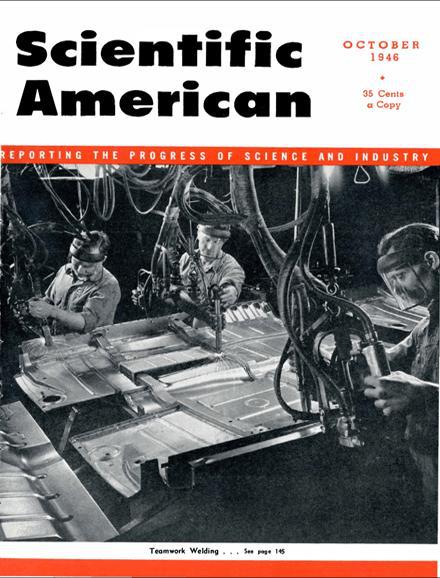 Scientific
American
OCTOBER
1946
35 Cents
a Copy
REPORTING THE PROGRESS OF SCIENCE AND INDUSTRY
Teamwork Welding . . . See page 145